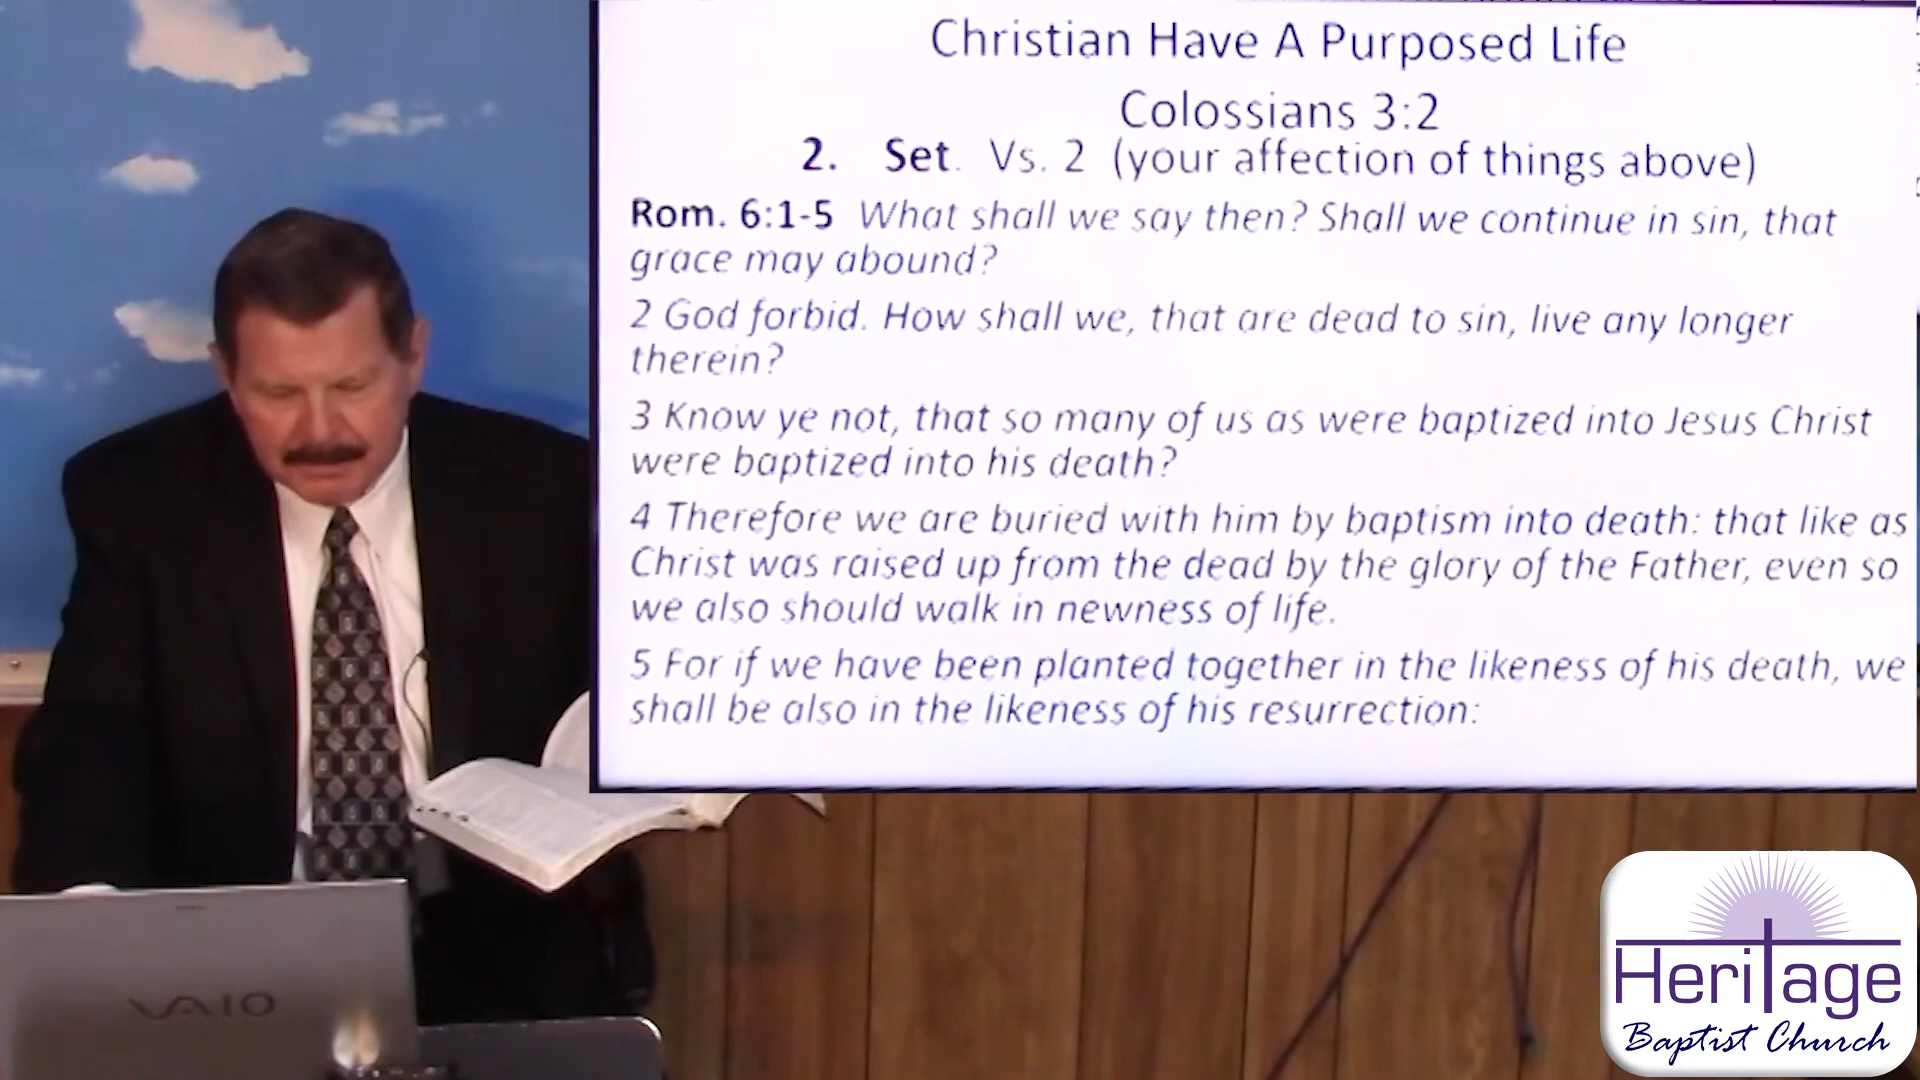 Christian Have A Purposed Life
Colossians 3:2
2. Set. Vs. 2 (your affection of things above)
Rom. 6:1-5 What shall we say then? Shall we continue in sin, that
grace may abound?
2 God forbid. How shall we, that are dead to sin, live any longer
therein?
3 Know ye not, that so many of us as were baptized into Jesus Christ
were baptized into his death?
4 Therefore we are buried with him by baptism into death: that like as
Christ was raised up from the dead by the glory of the Father, even so
we also should walk in newness of life.
5 For if we have been planted together in the likeness of his death, we
shall be also in the likeness of his resurrection:
VAIO
Heritage
Baptist Church